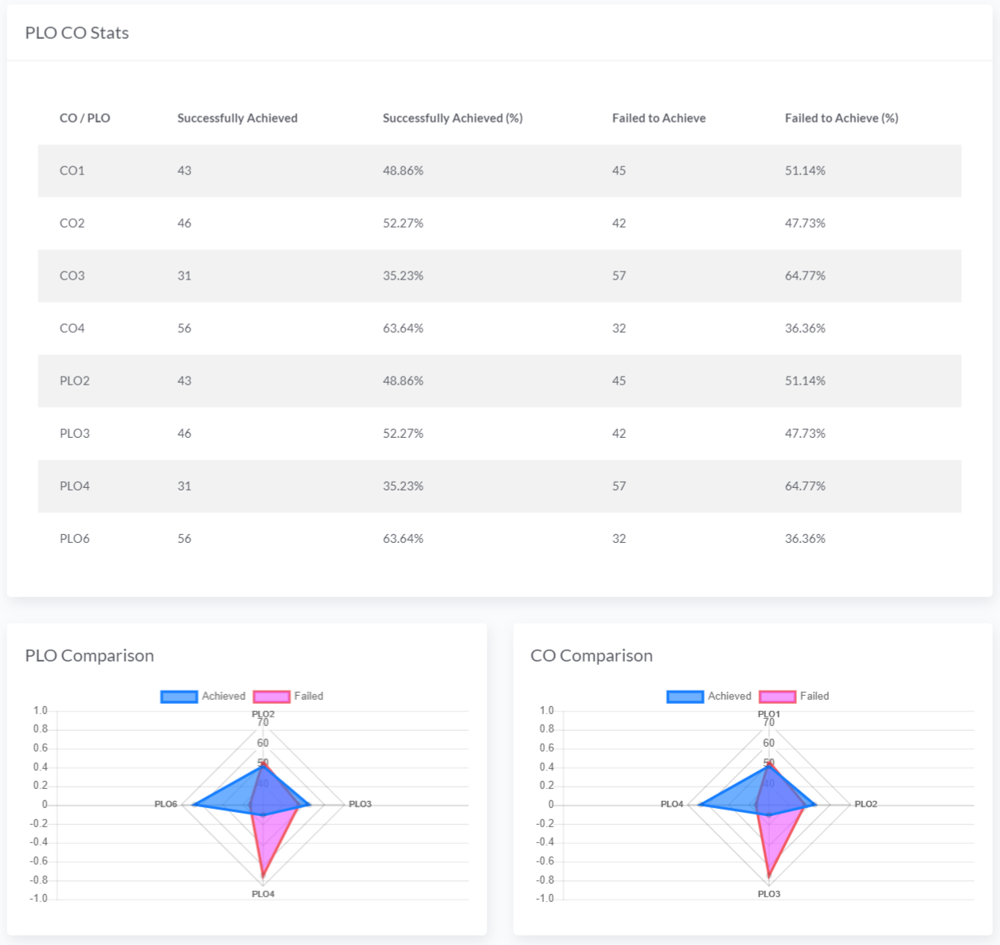 PLO CO Stats
CO / PLO Successfully Achieved Successfully Achieved (%) Failed to Achieve Failed to Achieve (%)
CO1 43 48.86% 45 51.14%
CO2 46 52.27% 42 47.73%
CO3 31 35.23% 57 64.77%
CO4 56 63.64% 32 36.36%
PLO2 43 48.86% 45 51.14%
PLO3 46 52.27% 42 47.73%
PLO4 31 35.23% 57 64.77%
PLO6 56 63.64% 32 36.36%
PLO Comparison
Achieved Failed
1.0
0.8
0.6
0.4
0.2
0
-0.2
-0.4
-0.6
-0.8
-1.0
PLO2
70
60
50
40
PLO6
PLO3
PLO4
CO Comparison
Achieved Failed
1.0
0.8
0.6
0.4
0.2
0
-0.2
-0.4
-0.6
-0.8
-1.0
PLO1
70
60
50
40
PLO4
PLO2
PLO3